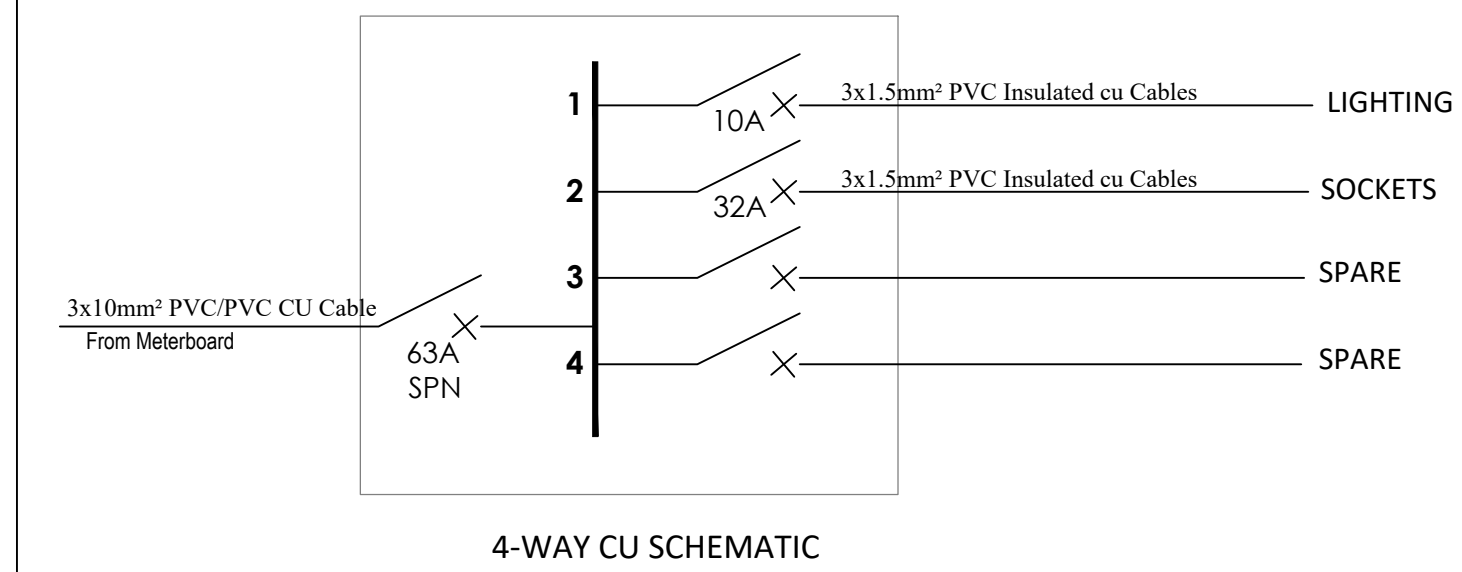 1
10A
3x1.5mm² PVC Insulated cu Cables
LIGHTING
2
32A
3x1.5mm² PVC Insulated cu Cables
SOCKETS
3
SPARE
3x10mm² PVC/PVC CU Cable
From Meterboard
63A
SPN
4
SPARE
4-WAY CU SCHEMATIC